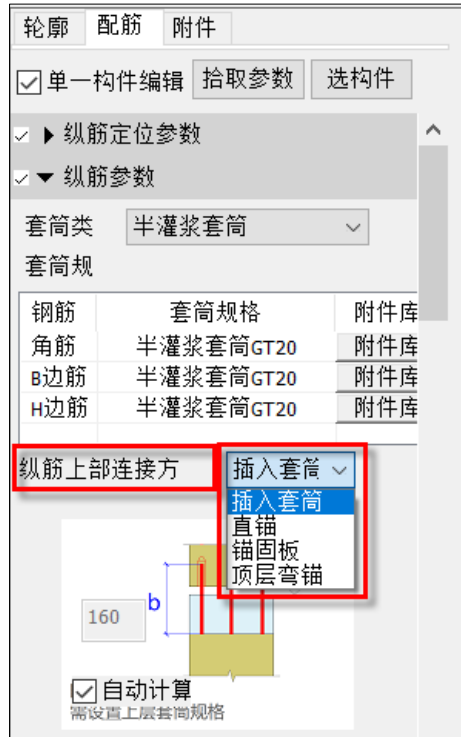 轮廓 配筋 附件
单一构件编辑 拾取参数 选构件
纵筋定位参数
纵筋参数
套筒类 半灌浆套筒
套筒规
钢筋 套筒规格 附件库
角筋 半灌浆套筒GT20 附件库
B边筋 半灌浆套筒GT20 附件库
H边筋 半灌浆套筒GT20 附件库
纵筋上部连接方 插入套筒
插入套筒
直锚
锚固板
顶层弯锚
160 b
自动计算
需设置上层套筒规格